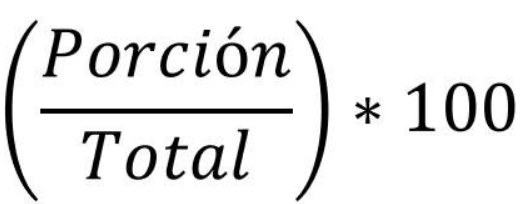 (Porción / Total) * 100